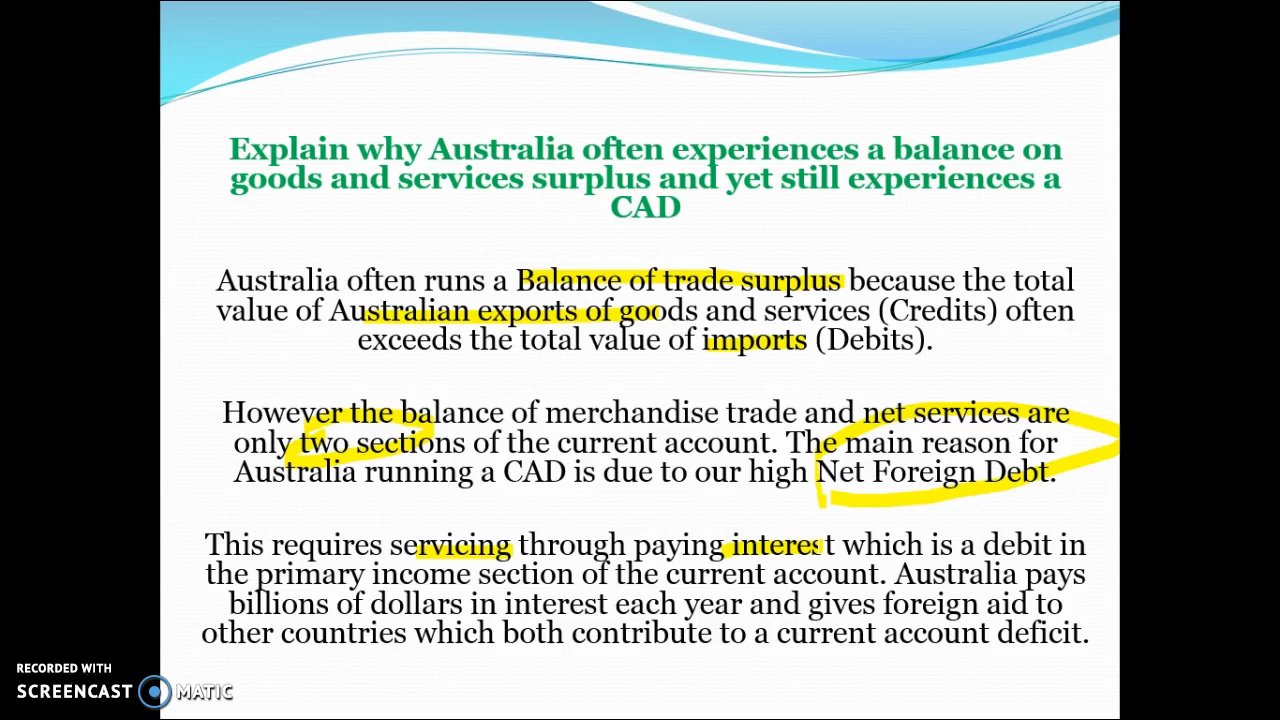 Explain why Australia often experiences a balance on
goods and services surplus and yet still experiences a
CAD
Australia often runs a Balance of trade surplus because the total
value of Australian exports of goods and services (Credits) often
exceeds the total value of imports (Debits).
However the balance of merchandise trade and net services are
only two sections of the current account. The main reason for
Australia running a CAD is due to our high Net Foreign Debt.
This requires servicing through paying interest which is a debit in
the primary income section of the current account. Australia pays
billions of dollars in interest each year and gives foreign aid to
other countries which both contribute to a current account deficit.
RECORDED WITH
SCREENCAST MATIC